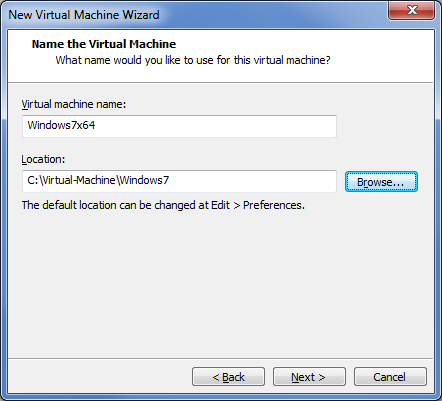 New Virtual Machine Wizard
Name the Virtual Machine
What name would you like to use for this virtual machine?
Virtual machine name:
Windows7x64
Location:
C:\Virtual-Machine\Windows7
Browse...
The default location can be changed at Edit > Preferences.
< Back
Next >
Cancel